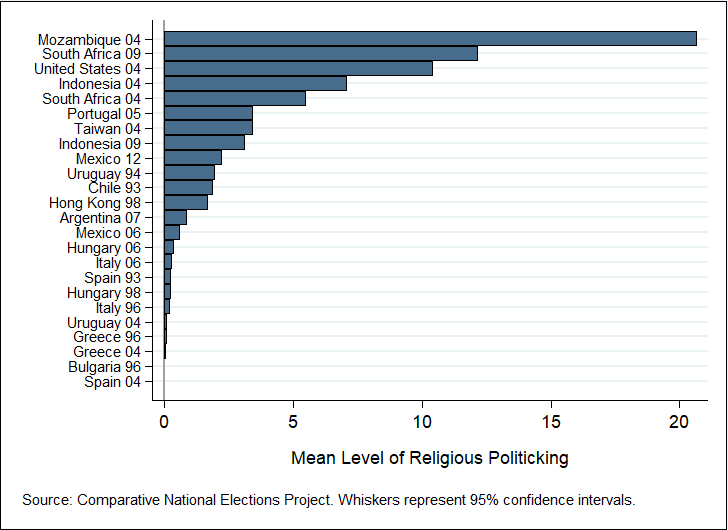 Mozambique 04
South Africa 09
United States 04
Indonesia 04
South Africa 04
Portugal 05
Taiwan 04
Indonesia 09
Mexico 12
Uruguay 94
Chile 93
Hong Kong 98
Argentina 07
Mexico 06
Hungary 06
Italy 06
Spain 93
Hungary 98
Italy 96
Uruguay 04
Greece 96
Greece 04
Bulgaria 96
Spain 04
0 5 10 15 20
Mean Level of Religious Politicking
Source: Comparative National Elections Project. Whiskers represent 95% confidence intervals.